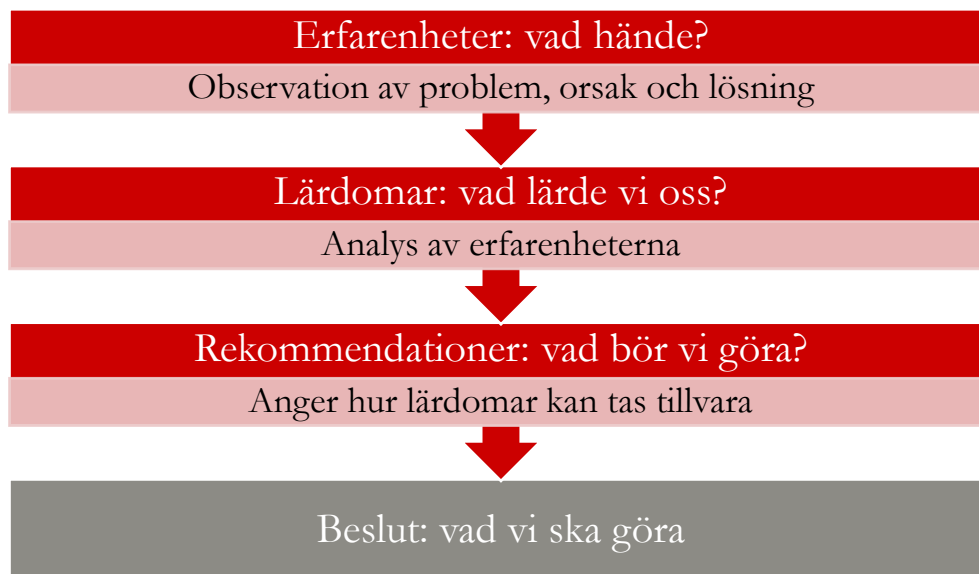 Erfarenheter: vad hände?
Observation av problem, orsak och lösning
Lärdomar: vad lärde vi oss?
Analys av erfarenheterna
Rekommendationer: vad bör vi göra?
Anger hur lärdomar kan tas tillvara
Beslut: vad vi ska göra